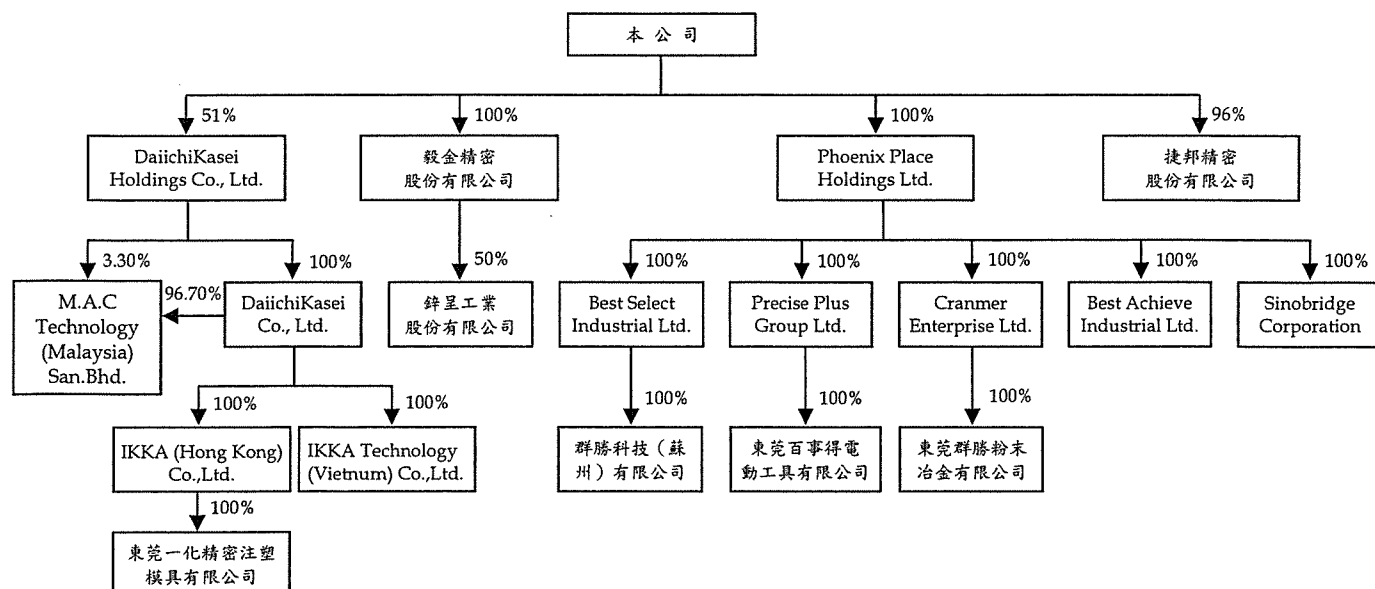 本公司
51%
100%
100%
96%
DaiichiKasei
Holdings Co., Ltd.
毅金精密
股份有限公司
Phoenix Place
Holdings Ltd.
捷邦精密
股份有限公司
3.30%
100%
50%
100%
100%
100%
100%
100%
M.A.C
Technology
(Malaysia)
San.Bhd.
96.70%
DaiichiKasei
Co., Ltd.
鋅呈工業
股份有限公司
Best Select
Industrial Ltd.
Precise Plus
Group Ltd.
Cranmer
Enterprise Ltd.
Best Achieve
Industrial Ltd.
Sinobridge
Corporation
100%
100%
100%
100%
100%
IKKA (Hong Kong)
Co.,Ltd.
IKKA Technology
(Vietnum) Co.,Ltd.
群勝科技（蘇
州）有限公司
東莞百事得電
動工具有限公司
東莞群勝粉末
冶金有限公司
100%
東莞一化精密注塑
模具有限公司